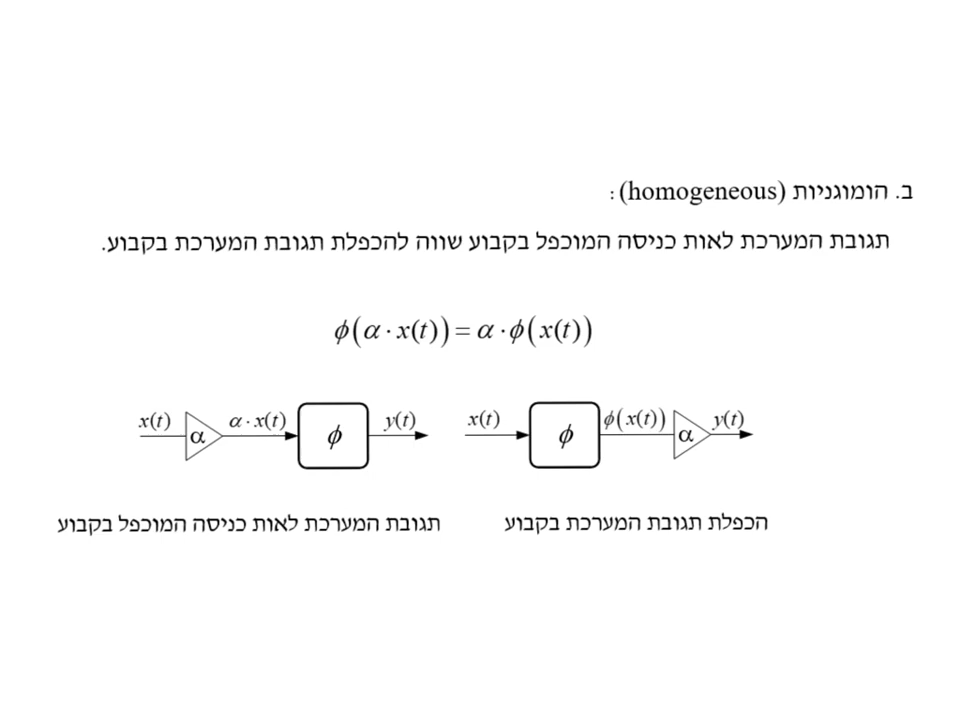 ב. הומוגניות (homogeneous) :
תגובת המערכת לאות כניסה המוכפל בקבוע שווה להכפלת תגובת המערכת בקבוע.
ϕ(α · x(t)) = α · ϕ(x(t))
x(t) α α · x(t) ϕ y(t) x(t) ϕ ϕ(x(t)) α y(t)
תגובת המערכת לאות כניסה המוכפל בקבוע הכפלת תגובת המערכת בקבוע